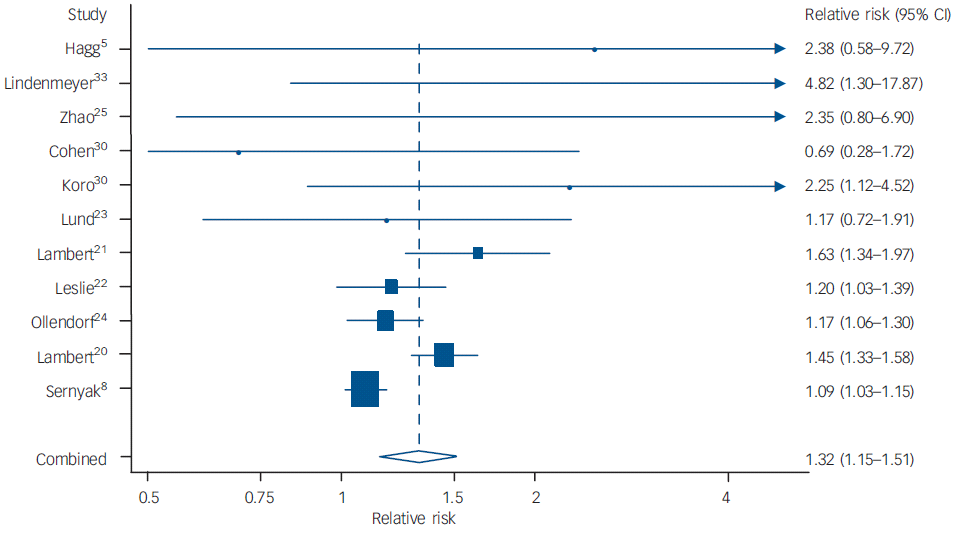 Study Relative risk (95% CI)
Hagg⁵ 2.38 (0.58–9.72)
Lindenmeyer³³ 4.82 (1.30–17.87)
Zhao²⁵ 2.35 (0.80–6.90)
Cohen³⁰ 0.69 (0.28–1.72)
Koro³⁰ 2.25 (1.12–4.52)
Lund²³ 1.17 (0.72–1.91)
Lambert²¹ 1.63 (1.34–1.97)
Leslie²² 1.20 (1.03–1.39)
Ollendorf²⁴ 1.17 (1.06–1.30)
Lambert²⁰ 1.45 (1.33–1.58)
Sernyak⁸ 1.09 (1.03–1.15)
Combined 1.32 (1.15–1.51)
0.5 0.75 1 1.5 2 4
Relative risk